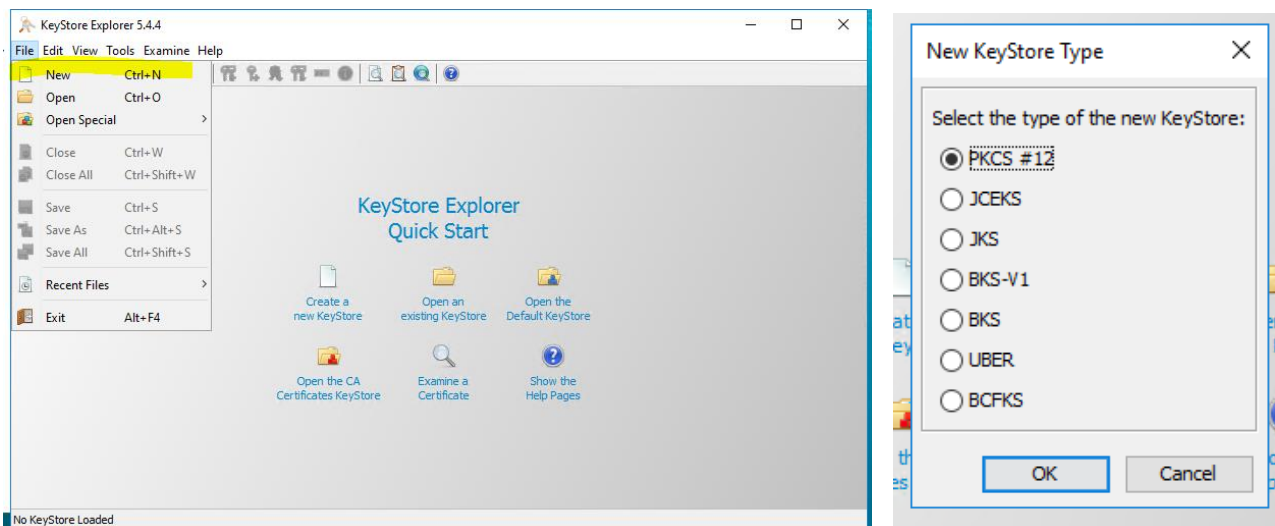 KeyStore Explorer 5.4.4
File Edit View Tools Examine Help
New Ctrl+N
Open Ctrl+O
Open Special
Close Ctrl+W
Close All Ctrl+Shift+W
Save Ctrl+S
Save As Ctrl+Alt+S
Save All Ctrl+Shift+S
Recent Files
Exit Alt+F4
KeyStore Explorer
Quick Start
Create a
new KeyStore
Open an
existing KeyStore
Open the
Default KeyStore
Open the CA
Certificates KeyStore
Examine a
Certificate
Show the
Help Pages
No KeyStore Loaded
New KeyStore Type
Select the type of the new KeyStore:
PKCS #12
JCEKS
JKS
BKS-V1
BKS
UBER
BCFKS
OK Cancel